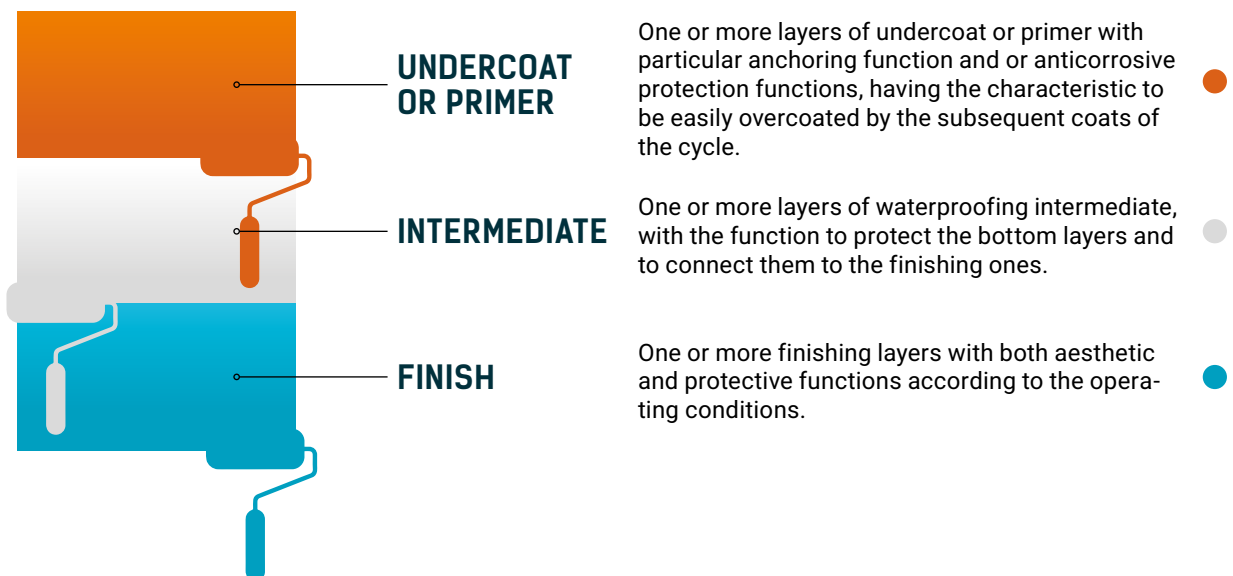 UNDERCOAT
OR PRIMER
One or more layers of undercoat or primer with
particular anchoring function and or anticorrosive
protection functions, having the characteristic to
be easily overcoated by the subsequent coats of
the cycle.
INTERMEDIATE
One or more layers of waterproofing intermediate,
with the function to protect the bottom layers and
to connect them to the finishing ones.
FINISH
One or more finishing layers with both aesthetic
and protective functions according to the opera-
ting conditions.